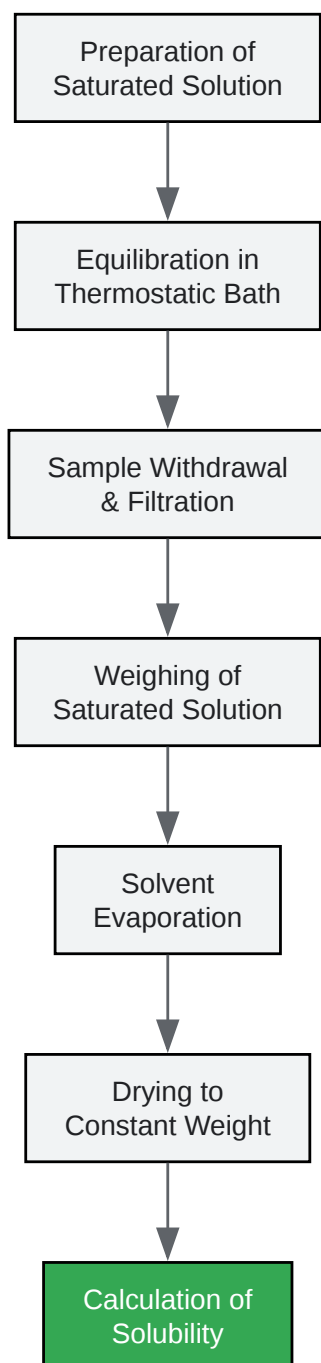 Preparation of
Saturated Solution
Equilibration in
Thermostatic Bath
Sample Withdrawal
& Filtration
Weighing of
Saturated Solution
Solvent
Evaporation
Drying to
Constant Weight
Calculation of
Solubility